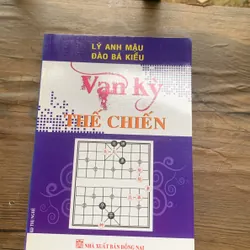 LÝ ANH MẬU
ĐÀO BÁ KIỀU
Vạn Kỳ
THẾ CHIẾN
NHÀ XUẤT BẢN ĐỒNG NAI